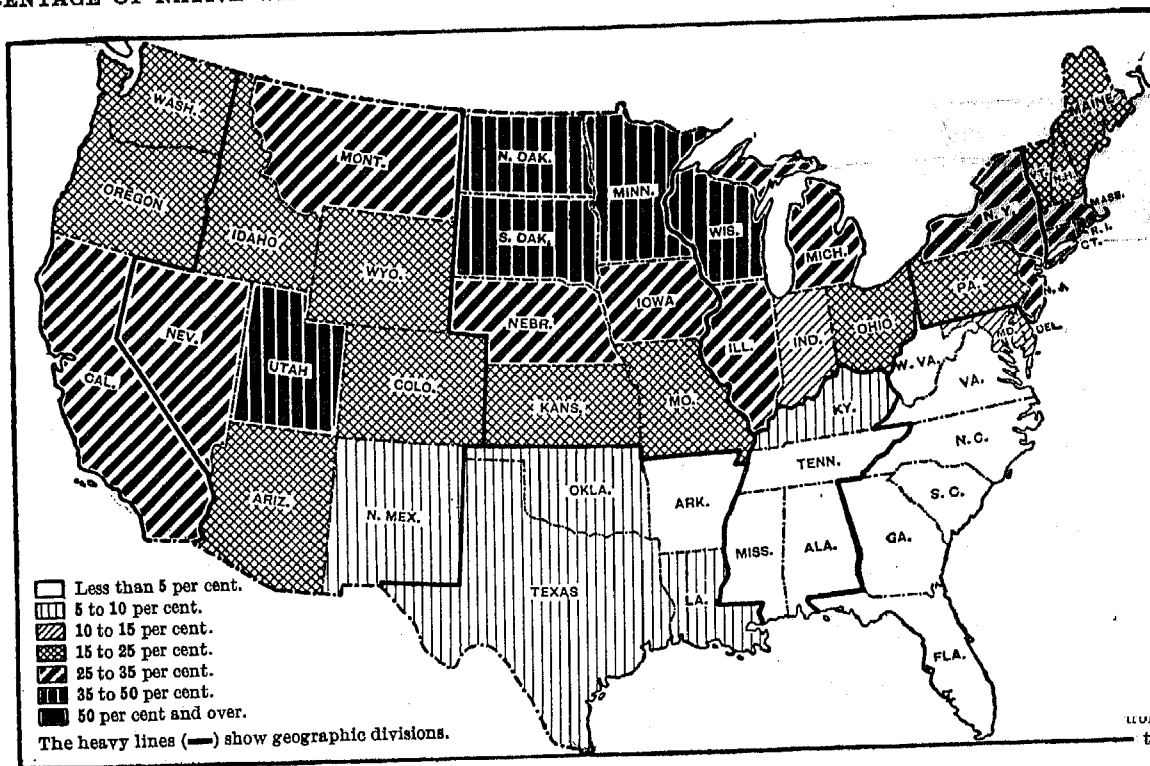 OF NATIVE
WASH.
MONT.
N. DAK.
MINN.
MAINE
OREGON
IDAHO
S. DAK.
WIS.
VT.
N.H.
N.Y.
MASS.
R.I.
CT.
WYO.
MICH.
NEV.
NEBR.
IOWA
PA.
N.J.
CAL.
UTAH
COLO.
KANS.
MO.
ILL.
IND.
OHIO
MD.
DEL.
W. VA.
VA.
KY.
ARIZ.
N. MEX.
OKLA.
ARK.
TENN.
N.C.
S.C.
TEXAS
LA.
MISS.
ALA.
GA.
FLA.
Less than 5 per cent.
5 to 10 per cent.
10 to 15 per cent.
15 to 25 per cent.
25 to 35 per cent.
35 to 50 per cent.
50 per cent and over.
The heavy lines (▬) show geographic divisions.